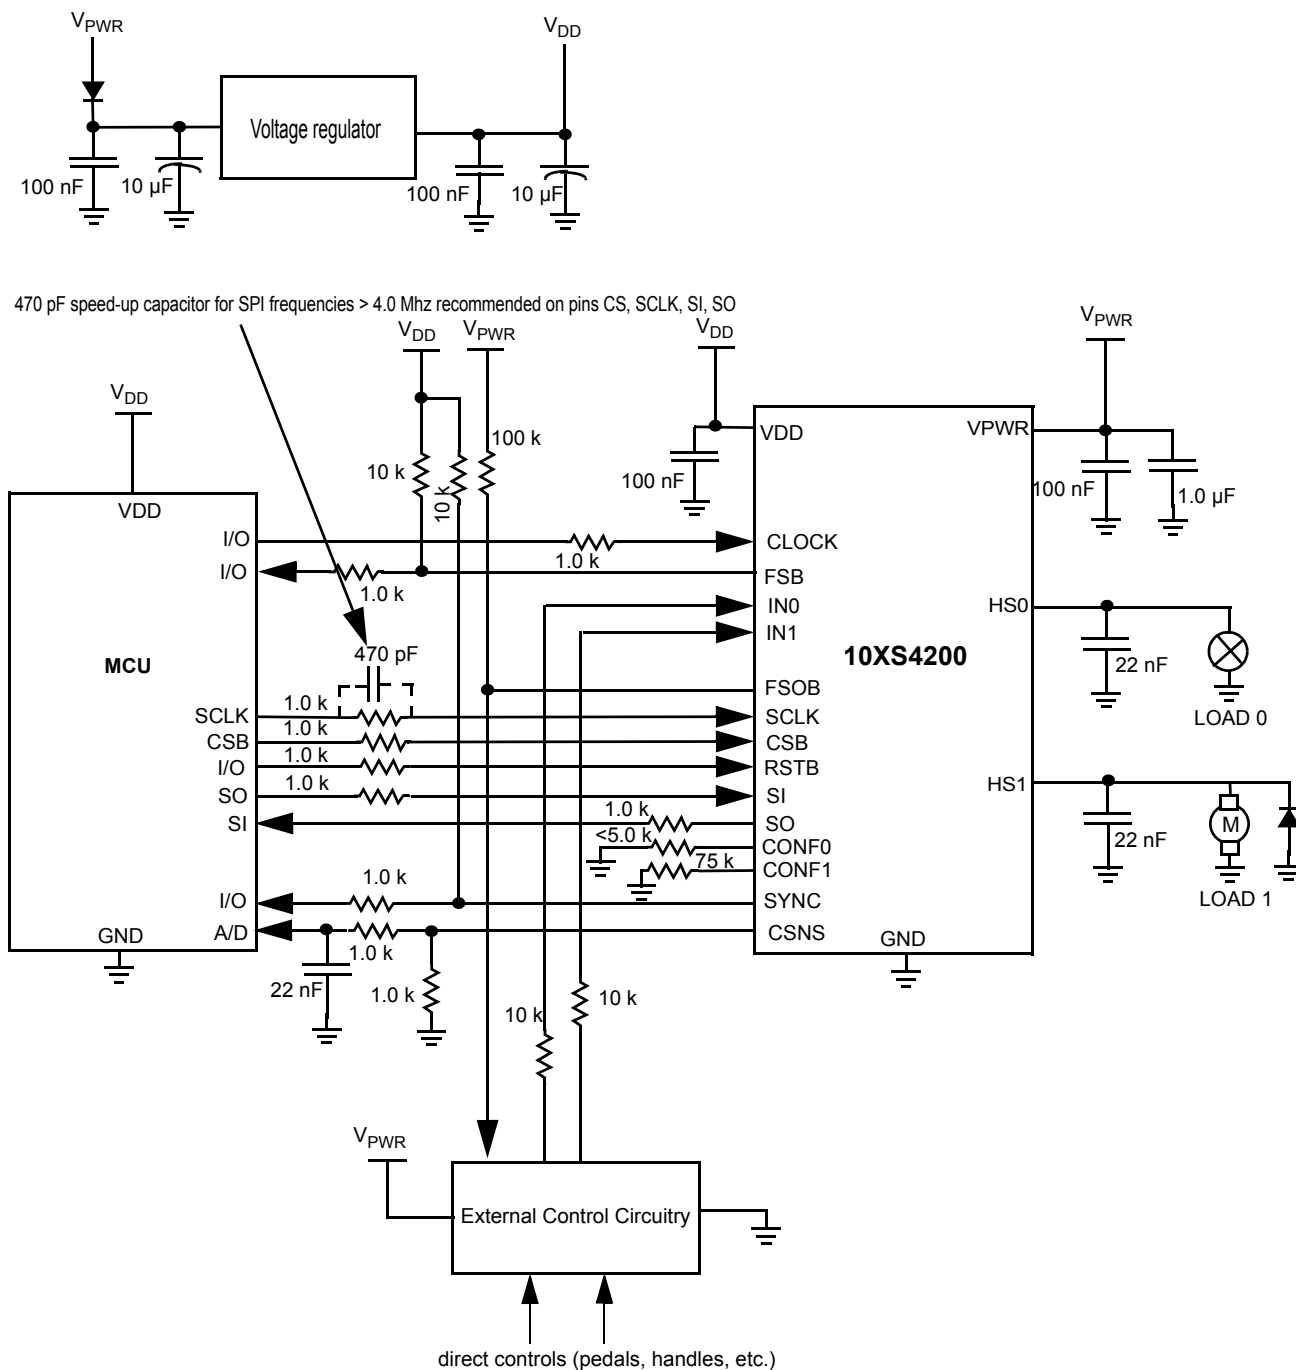 VPWR
VDD
Voltage regulator
100 nF
10 µF
100 nF
10 µF
470 pF speed-up capacitor for SPI frequencies > 4.0 Mhz recommended on pins CS, SCLK, SI, SO
VDD
VPWR
VDD
VPWR
VDD
100 k
10 k
10 k
VDD
VPWR
100 nF
100 nF
1.0 µF
VDD
I/O
CLOCK
1.0 k
I/O
FSB
1.0 k
IN0
HS0
IN1
MCU
470 pF
10XS4200
22 nF
FSOB
1.0 k
SCLK
SCLK
LOAD 0
1.0 k
CSB
CSB
1.0 k
I/O
RSTB
1.0 k
HS1
SO
SI
1.0 k
SI
SO
M
<5.0 k
CONF0
22 nF
75 k
CONF1
1.0 k
I/O
SYNC
LOAD 1
GND
A/D
CSNS
GND
1.0 k
22 nF
1.0 k
10 k
10 k
VPWR
External Control Circuitry
direct controls (pedals, handles, etc.)